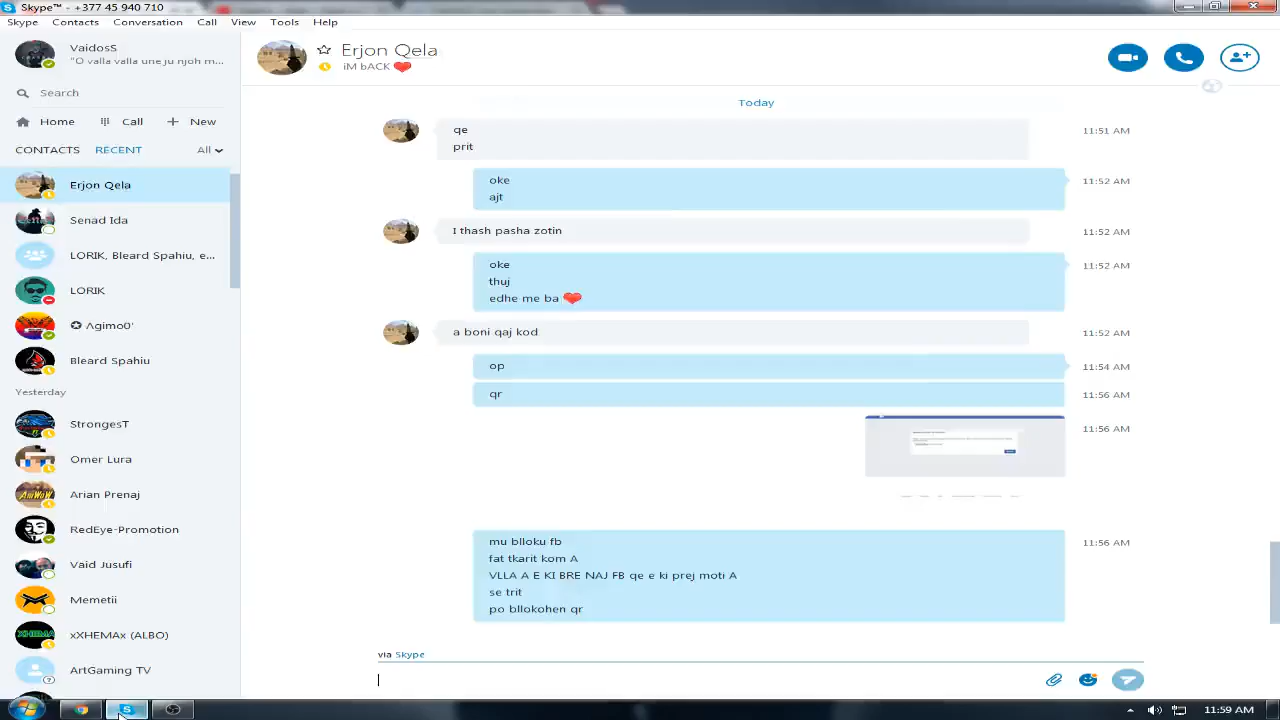 Skype™ - +377 45 940 710
Skype Contacts Conversation Call View Tools Help
VaidosS
"O valla valla une ju njoh m...
Search
Home Call New
CONTACTS RECENT All
Erjon Qela
Senad Ida
LORIK, Bleard Spahiu, e...
LORIK
✪ Λgimo0'
Bleard Spahiu
Yesterday
StrongesT
Omer Lura
Arian Prenaj
RedEye-Promotion
Vaid Jusufi
Memetii
xXHEMAx (ALBO)
ArtGaming TV
Erjon Qela
iM bACK ❤
Today
qe
prit
11:51 AM
oke
ajt
11:52 AM
I thash pasha zotin
11:52 AM
oke
thuj
edhe me ba ❤
11:52 AM
a boni qaj kod
11:52 AM
op
11:54 AM
qr
11:56 AM
11:56 AM
mu blloku fb
fat tkarit kom A
VLLA A E KI BRE NAJ FB qe e ki prej moti A
se trit
po bllokohen qr
11:56 AM
via Skype
11:59 AM